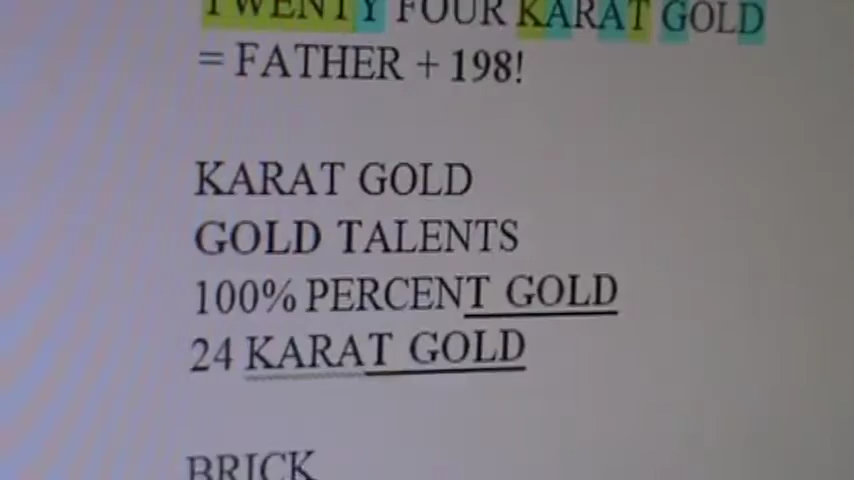 TWENTY FOUR KARAT GOLD
= FATHER + 198!
KARAT GOLD
GOLD TALENTS
100% PERCENT GOLD
24 KARAT GOLD
BRICK